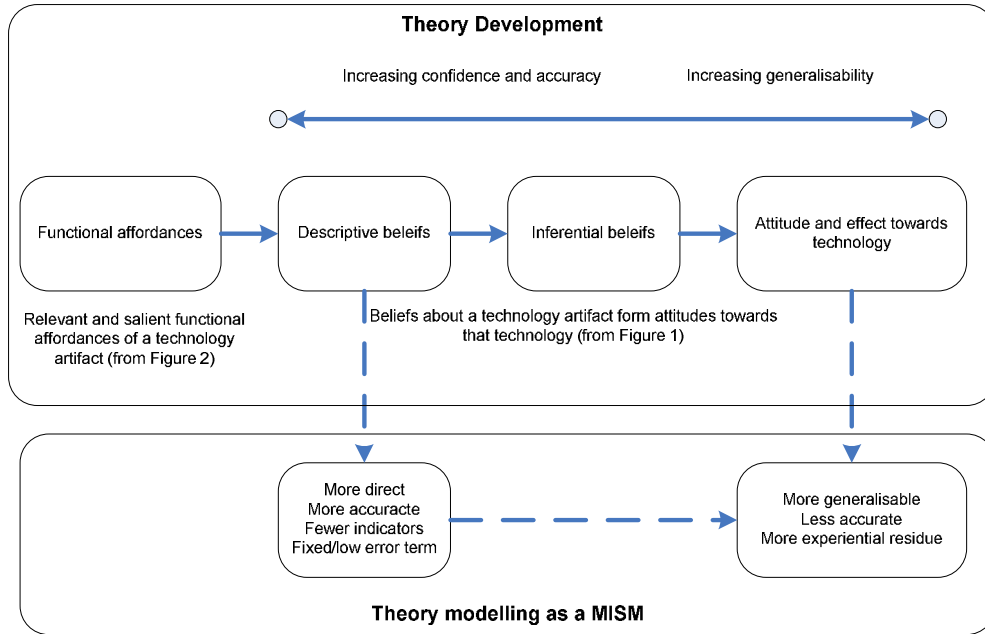 Theory Development
Increasing confidence and accuracy
Increasing generalisability
Functional affordances
Descriptive beleifs
Inferential beleifs
Attitude and effect towards
technology
Relevant and salient functional
affordances of a technology
artifact (from Figure 2)
Beliefs about a technology artifact form attitudes towards
that technology (from Figure 1)
More direct
More accuracte
Fewer indicators
Fixed/low error term
More generalisable
Less accurate
More experiential residue
Theory modelling as a MISM